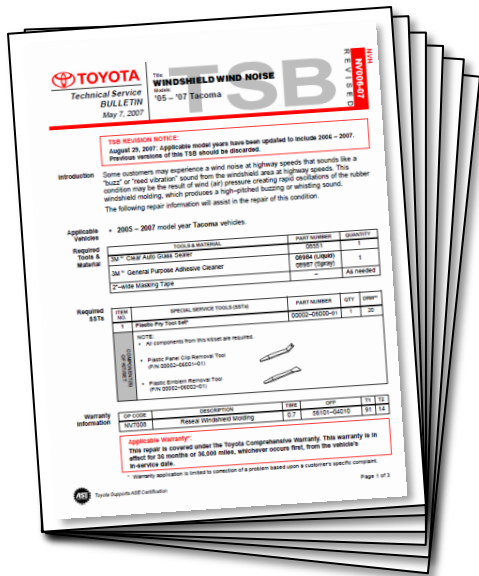 TOYOTA
Technical Service
BULLETIN
May 7, 2007
TSB
Title:
WINDSHIELD WIND NOISE
Models:
'05 – '07 Tacoma
REVISED
NVH
NV006-07
TSB REVISION NOTICE:
August 29, 2007: Applicable model years have been updated to include 2006 – 2007.
Previous versions of this TSB should be discarded.
Introduction
Some customers may experience a wind noise at highway speeds that sounds like a
"buzz" or "reed vibration" sound from the windshield area at highway speeds. This
condition may be the result of wind (air) pressure creating rapid oscillations of the rubber
windshield molding, which produces a high–pitched buzzing or whistling sound.
The following repair information will assist in the repair of this condition.
Applicable
Vehicles
• 2005 – 2007 model year Tacoma vehicles.
Required
Tools &
Material
TOOLS & MATERIAL PART NUMBER QUANTITY
3M™ Clear Auto Glass Sealer 08551 1
3M™ General Purpose Adhesive Cleaner 08984 (Liquid)
08987 (Spray) 1
2"–wide Masking Tape – As needed
Required
SSTs
ITEM
NO. SPECIAL SERVICE TOOLS (SSTs) PART NUMBER QTY DRW**
1 Plastic Pry Tool Set* 00002–06000–01 1 20
COMPONENTS
OF KIT/SET
NOTE:
• All components from this kit/set are required.
• Plastic Panel Clip Removal Tool
(P/N 00002–06001–01)
• Plastic Emblem Removal Tool
(P/N 00002–06002–01)
Warranty
Information
OP CODE DESCRIPTION TIME OFP T1 T2
NV7008 Reseal Windshield Molding 0.7 56101–04010 91 14
Applicable Warranty*:
This repair is covered under the Toyota Comprehensive Warranty. This warranty is in
effect for 36 months or 36,000 miles, whichever occurs first, from the vehicle's
in-service date.
* Warranty application is limited to correction of a problem based upon a customer's specific complaint.
Page 1 of 3
ASE
Toyota Supports ASE Certification